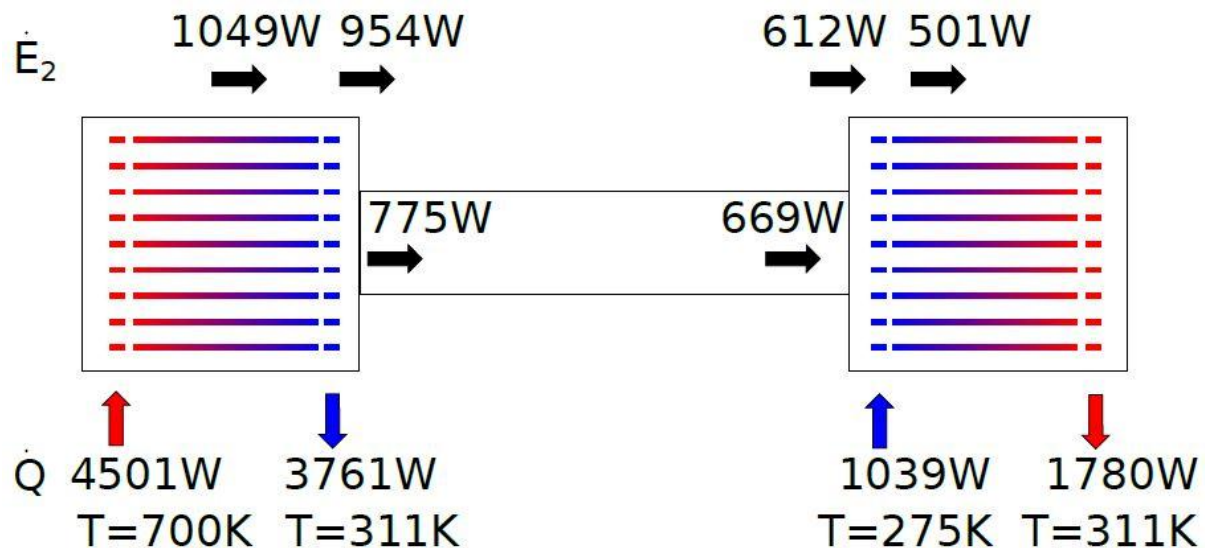 Ė₂ 1049W 954W 612W 501W
775W 669W
Q̇ 4501W 3761W 1039W 1780W
T=700K T=311K T=275K T=311K